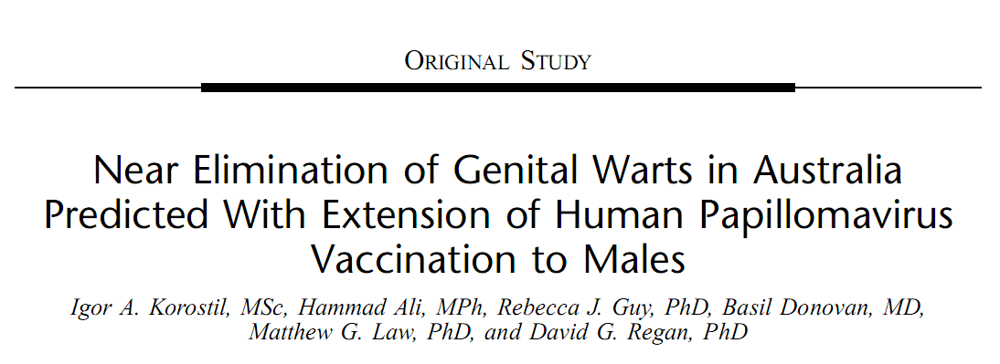 ORIGINAL STUDY
Near Elimination of Genital Warts in Australia
Predicted With Extension of Human Papillomavirus
Vaccination to Males
Igor A. Korostil, MSc, Hammad Ali, MPh, Rebecca J. Guy, PhD, Basil Donovan, MD,
Matthew G. Law, PhD, and David G. Regan, PhD